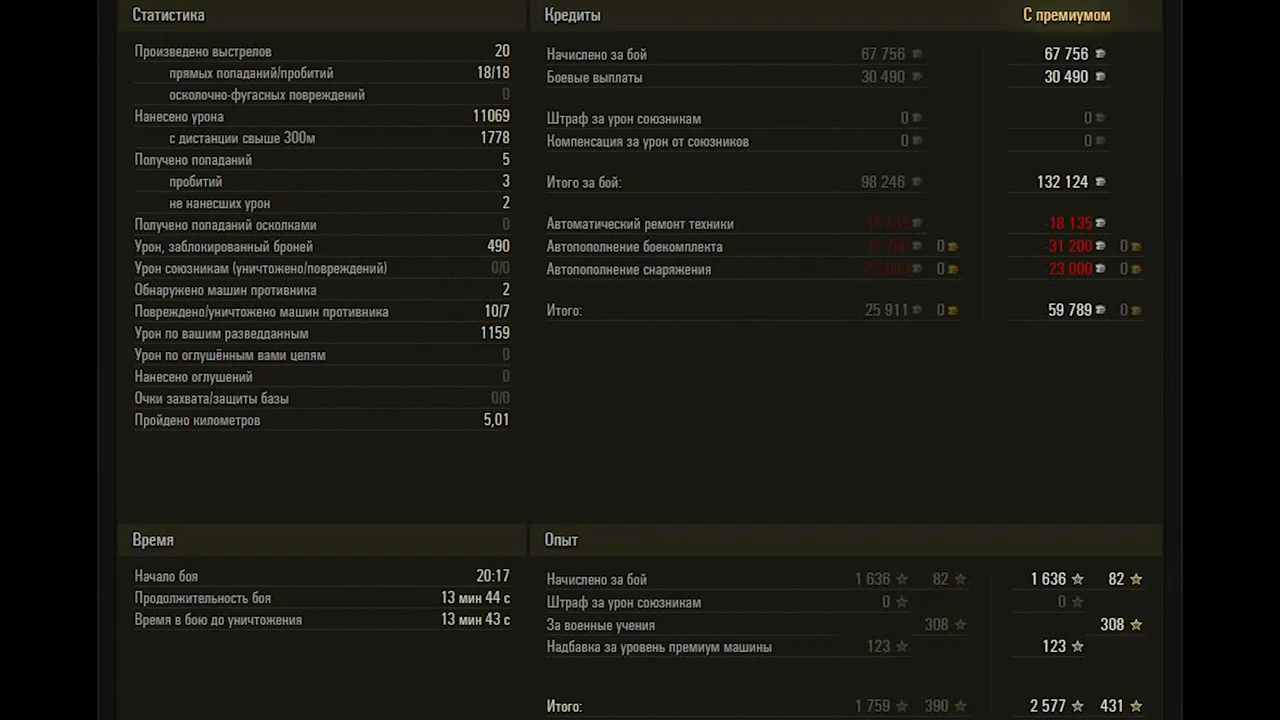 Статистика
Произведено выстрелов 20
прямых попаданий/пробитий 18/18
осколочно-фугасных повреждений 0
Нанесено урона 11069
с дистанции свыше 300м 1778
Получено попаданий 5
пробитий 3
не нанесших урон 2
Получено попаданий осколками 0
Урон, заблокированный броней 490
Урон союзникам (уничтожено/повреждений) 0/0
Обнаружено машин противника 2
Повреждено/уничтожено машин противника 10/7
Урон по вашим разведданным 1159
Урон по оглушённым вами целям 0
Нанесено оглушений 0
Очки захвата/защиты базы 0/0
Пройдено километров 5,01
Кредиты С премиумом
Начислено за бой 67 756 67 756
Боевые выплаты 30 490 30 490
Штраф за урон союзникам 0 0
Компенсация за урон от союзников 0 0
Итого за бой: 98 246 132 124
Автоматический ремонт техники -18 135 -18 135
Автопополнение боекомплекта -31 200 0 -31 200 0
Автопополнение снаряжения -23 000 0 -23 000 0
Итого: 25 911 0 59 789 0
Время
Начало боя 20:17
Продолжительность боя 13 мин 44 с
Время в бою до уничтожения 13 мин 43 с
Опыт
Начислено за бой 1 636 82 1 636 82
Штраф за урон союзникам 0 0
За военные учения 308 308
Надбавка за уровень премиум машины 123 123
Итого: 1 759 390 2 577 431